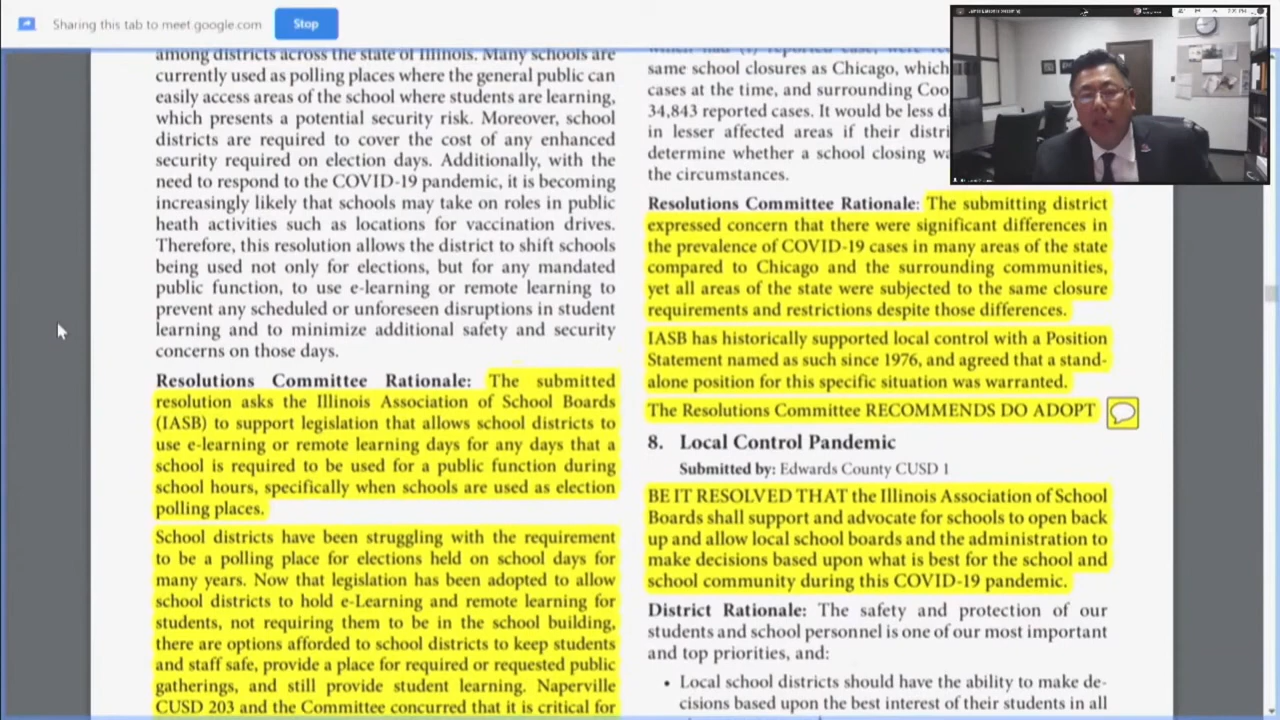 Sharing this tab to meet.google.com
Stop
among districts across the state of Illinois. Many schools are
currently used as polling places where the general public can
easily access areas of the school where students are learning,
which presents a potential security risk. Moreover, school
districts are required to cover the cost of any enhanced
security required on election days. Additionally, with the
need to respond to the COVID-19 pandemic, it is becoming
increasingly likely that schools may take on roles in public
heath activities such as locations for vaccination drives.
Therefore, this resolution allows the district to shift schools
being used not only for elections, but for any mandated
public function, to use e-learning or remote learning to
prevent any scheduled or unforeseen disruptions in student
learning and to minimize additional safety and security
concerns on those days.
Resolutions Committee Rationale: The submitted
resolution asks the Illinois Association of School Boards
(IASB) to support legislation that allows school districts to
use e-learning or remote learning days for any days that a
school is required to be used for a public function during
school hours, specifically when schools are used as election
polling places.
School districts have been struggling with the requirement
to be a polling place for elections held on school days for
many years. Now that legislation has been adopted to allow
school districts to hold e-Learning and remote learning for
students, not requiring them to be in the school building,
there are options afforded to school districts to keep students
and staff safe, provide a place for required or requested public
gatherings, and still provide student learning. Naperville
CUSD 203 and the Committee concurred that it is critical for
which had (1) reported case, were
same school closures as Chicago, which
cases at the time, and surrounding Coo
34,843 reported cases. It would be less d
in lesser affected areas if their distri
determine whether a school closing wa
the circumstances.
Resolutions Committee Rationale: The submitting district
expressed concern that there were significant differences in
the prevalence of COVID-19 cases in many areas of the state
compared to Chicago and the surrounding communities,
yet all areas of the state were subjected to the same closure
requirements and restrictions despite those differences.
IASB has historically supported local control with a Position
Statement named as such since 1976, and agreed that a stand-
alone position for this specific situation was warranted.
The Resolutions Committee RECOMMENDS DO ADOPT
8. Local Control Pandemic
Submitted by: Edwards County CUSD 1
BE IT RESOLVED THAT the Illinois Association of School
Boards shall support and advocate for schools to open back
up and allow local school boards and the administration to
make decisions based upon what is best for the school and
school community during this COVID-19 pandemic.
District Rationale: The safety and protection of our
students and school personnel is one of our most important
and top priorities, and:
• Local school districts should have the ability to make de-
cisions based upon the best interest of their students in all